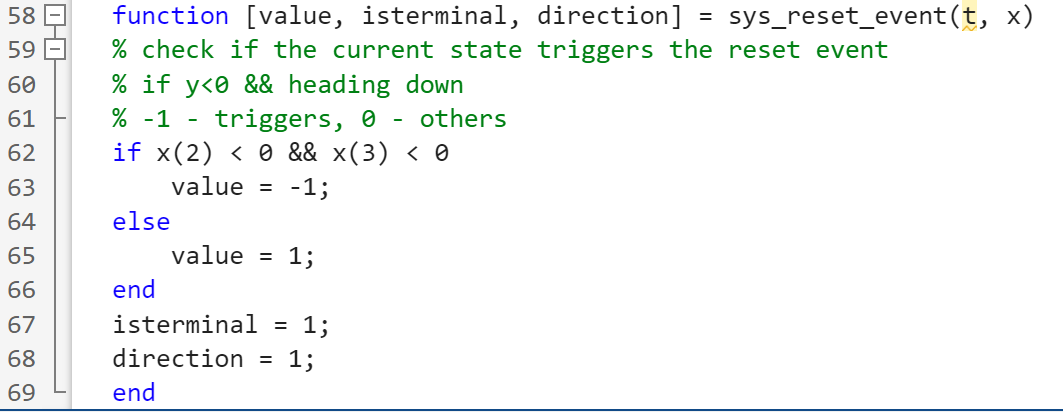 58 function [value, isterminal, direction] = sys_reset_event(t, x)
59 % check if the current state triggers the reset event
60 % if y<0 && heading down
61 % -1 - triggers, 0 - others
62 if x(2) < 0 && x(3) < 0
63 value = -1;
64 else
65 value = 1;
66 end
67 isterminal = 1;
68 direction = 1;
69 end